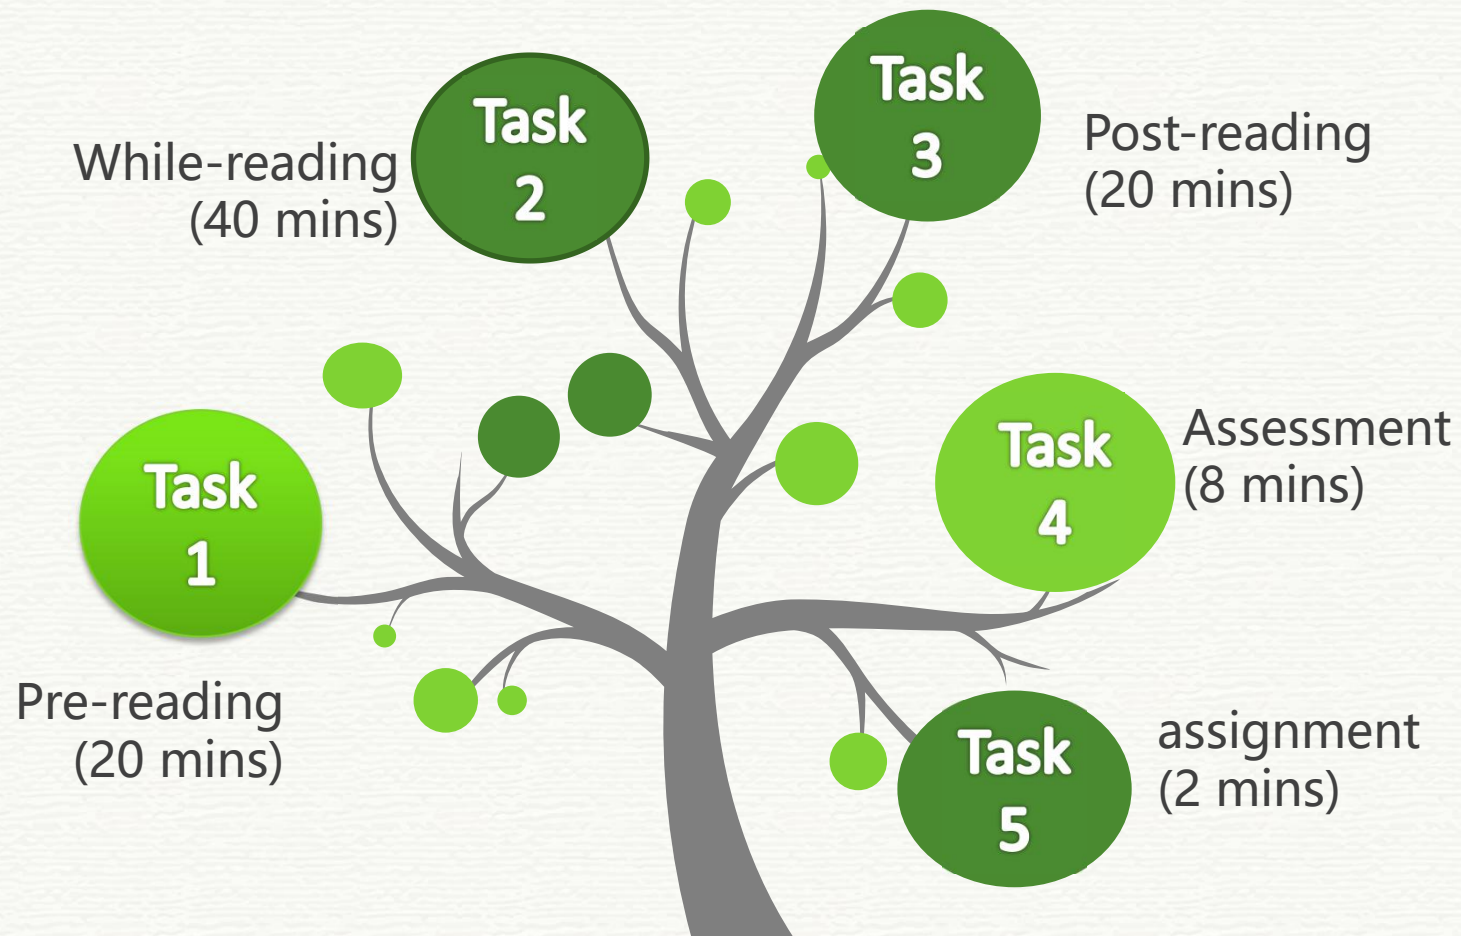 Task
1
Pre-reading
(20 mins)
Task
2
While-reading
(40 mins)
Task
3
Post-reading
(20 mins)
Task
4
Assessment
(8 mins)
Task
5
assignment
(2 mins)